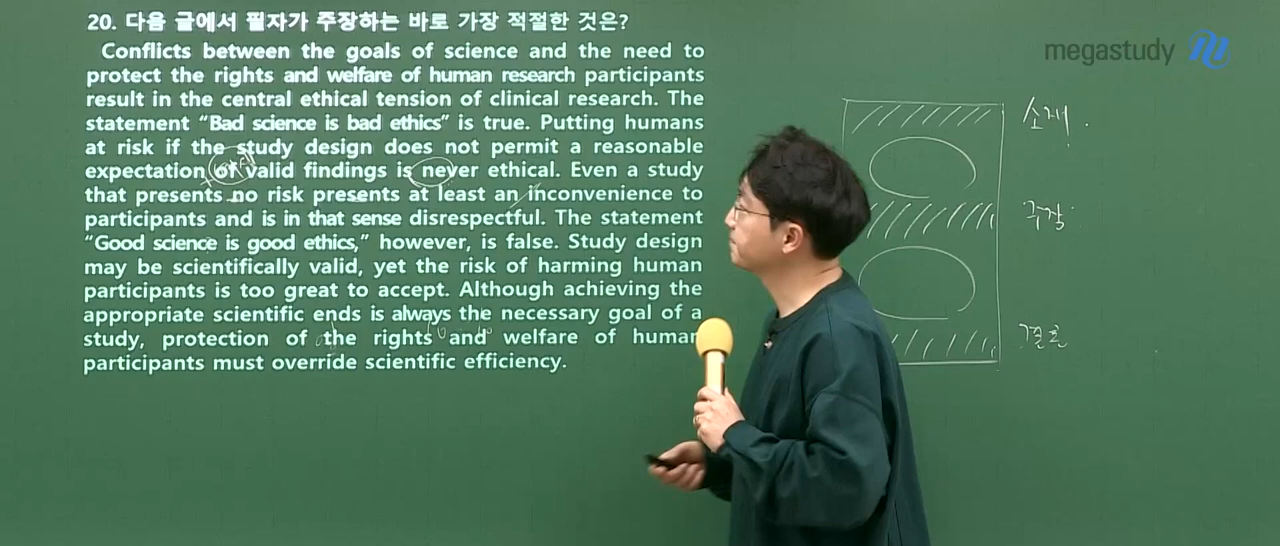 20. 다음 글에서 필자가 주장하는 바로 가장 적절한 것은?
Conflicts between the goals of science and the need to
protect the rights and welfare of human research participants
result in the central ethical tension of clinical research. The
statement “Bad science is bad ethics” is true. Putting humans
at risk if the study design does not permit a reasonable
expectation of valid findings is never ethical. Even a study
that presents no risk presents at least an inconvenience to
participants and is in that sense disrespectful. The statement
“Good science is good ethics,” however, is false. Study design
may be scientifically valid, yet the risk of harming human
participants is too great to accept. Although achieving the
appropriate scientific ends is always the necessary goal of a
study, protection of the rights and welfare of human
participants must override scientific efficiency.
megastudy
소재.
주장
결론